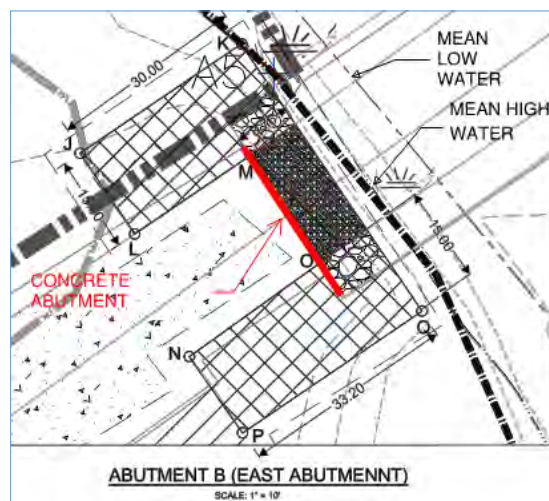 K
MEAN
LOW
WATER
30.00
A5
MEAN HIGH
WATER
J
M
L
15.00
CONCRETE
ABUTMENT
O
Q
N
33.20
P
ABUTMENT B (EAST ABUTMENNT)
SCALE: 1" = 10'